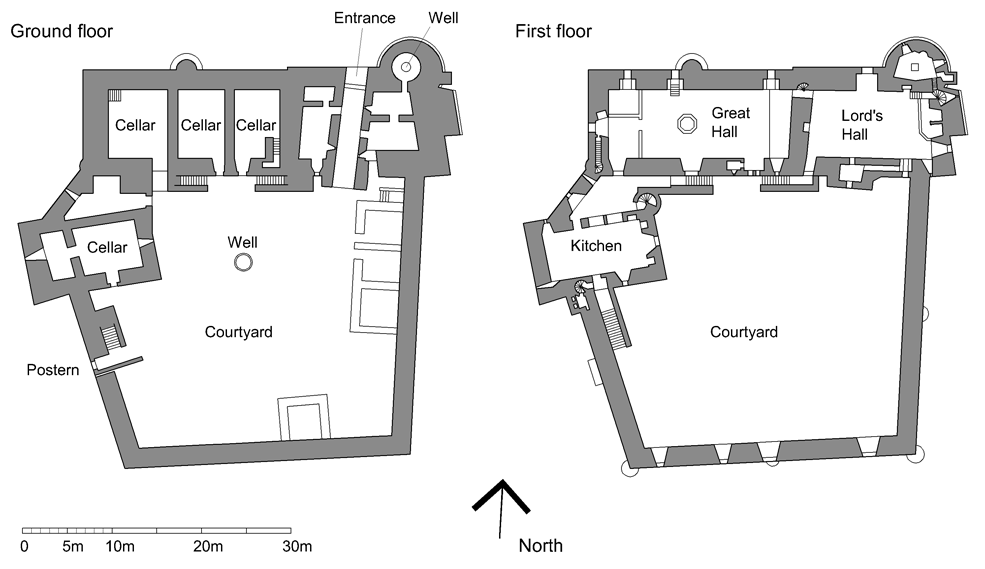 Ground floor
Entrance
Well
First floor
Cellar
Cellar
Cellar
Great
Hall
Lord's
Hall
Cellar
Well
Kitchen
Courtyard
Courtyard
Postern
North
0 5m 10m 20m 30m